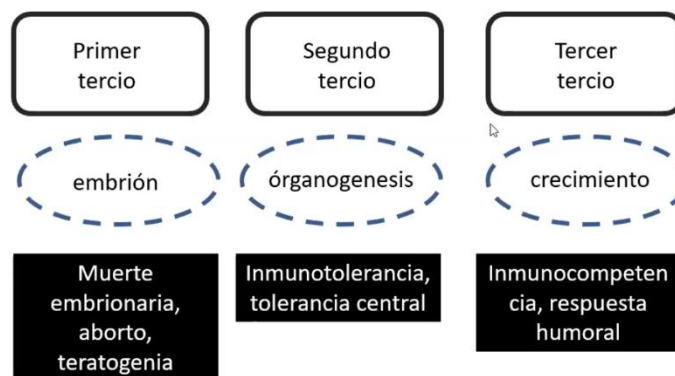 Primer
tercio
Segundo
tercio
Tercer
tercio
embrión
órganogenesis
crecimiento
Muerte
embrionaria,
aborto,
teratogenia
Inmunotolerancia,
tolerancia central
Inmunocompeten
cia, respuesta
humoral